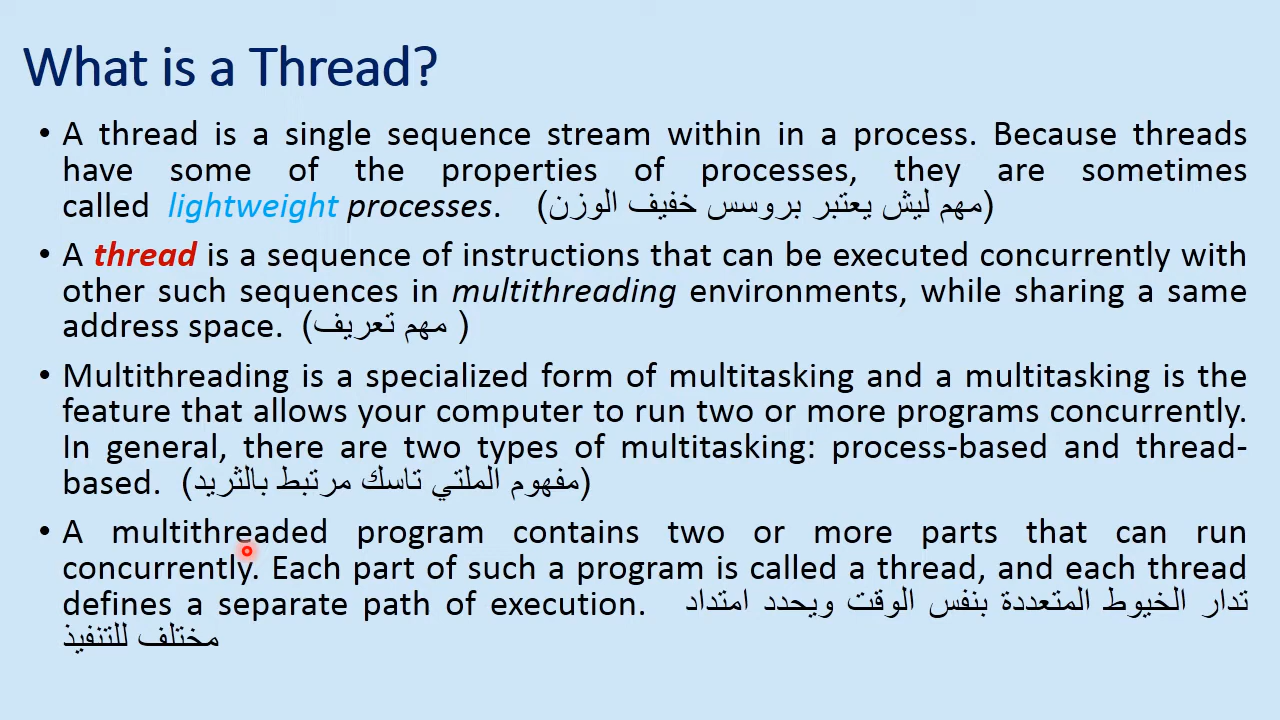 What is a Thread?
• A thread is a single sequence stream within in a process. Because threads
have some of the properties of processes, they are sometimes
called lightweight processes. (مهم ليش يعتبر بروسس خفيف الوزن)
• A thread is a sequence of instructions that can be executed concurrently with
other such sequences in multithreading environments, while sharing a same
address space. (مهم تعريف )
• Multithreading is a specialized form of multitasking and a multitasking is the
feature that allows your computer to run two or more programs concurrently.
In general, there are two types of multitasking: process-based and thread-
based. (مفهوم الملتي تاسك مرتبط بالثريد)
• A multithreaded program contains two or more parts that can run
concurrently. Each part of such a program is called a thread, and each thread
defines a separate path of execution. تدار الخيوط المتعددة بنفس الوقت ويحدد امتداد
مختلف للتنفيذ